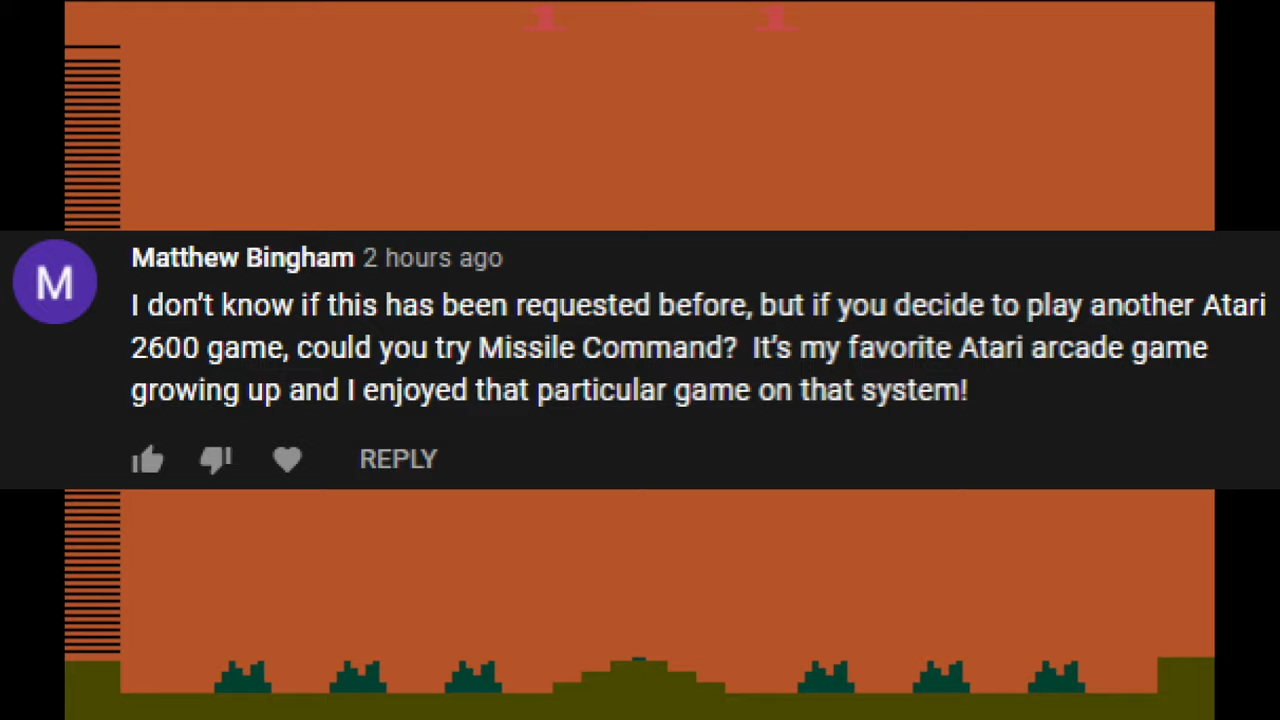 1 1
M
Matthew Bingham 2 hours ago
I don't know if this has been requested before, but if you decide to play another Atari
2600 game, could you try Missile Command?  It's my favorite Atari arcade game
growing up and I enjoyed that particular game on that system!
REPLY